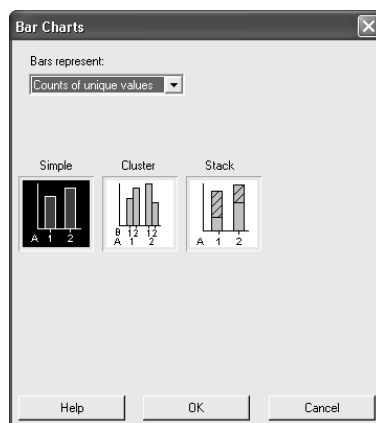 Bar Charts
Bars represent:
Counts of unique values
Simple Cluster Stack
A 1 2
B 12 12
A 1 2
A 1 2
Help OK Cancel